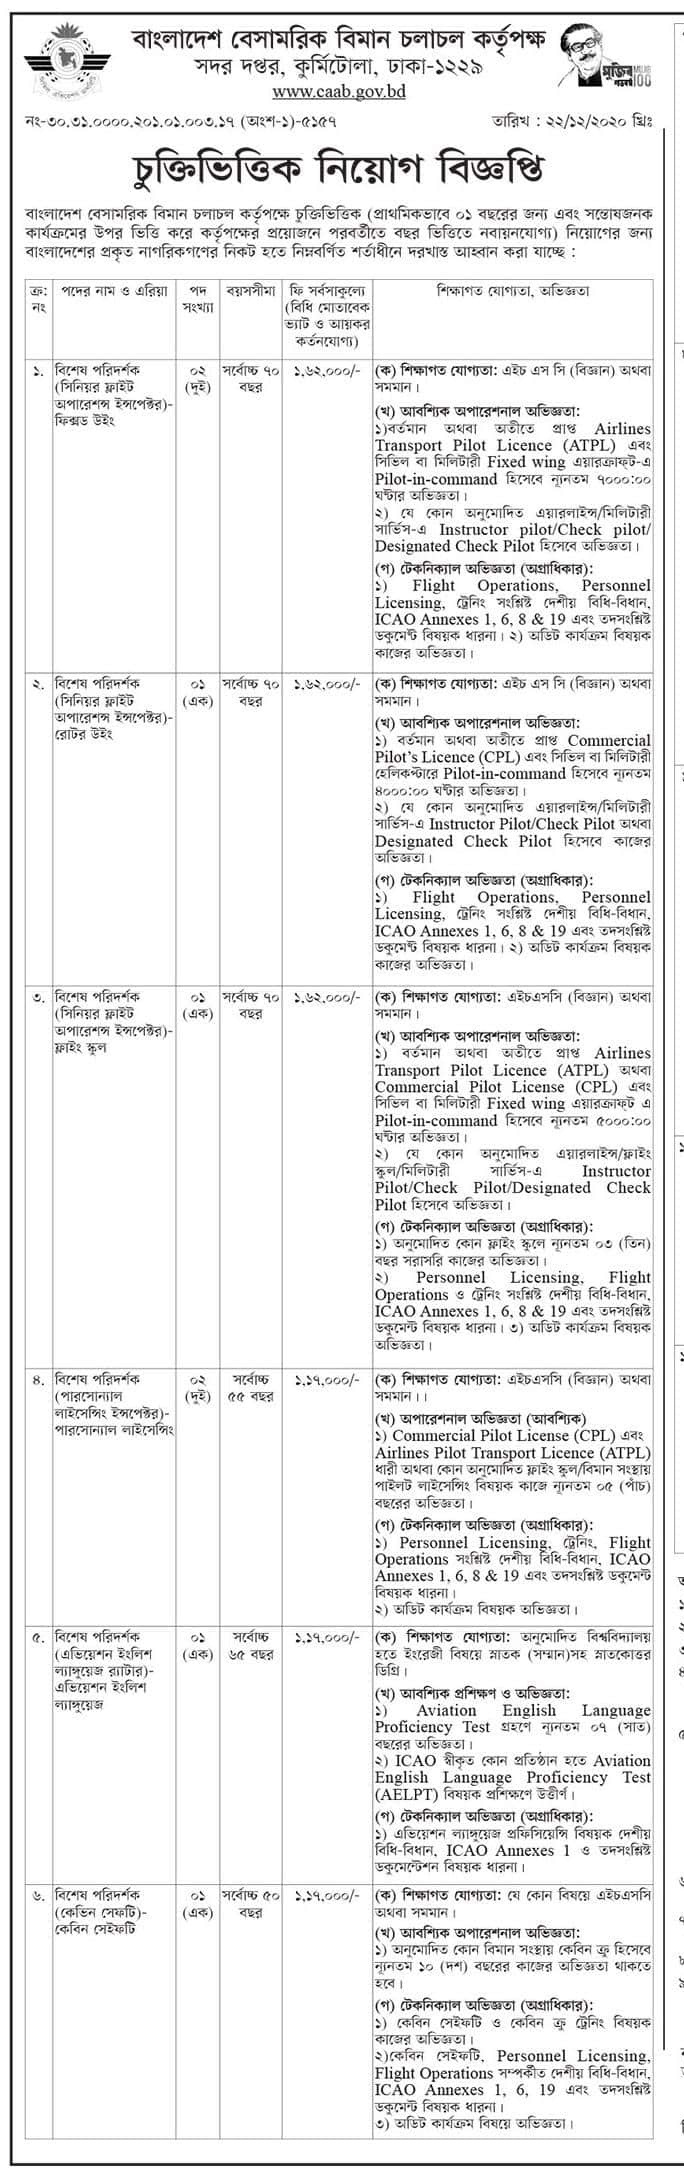 বাংলাদেশ বেসামরিক বিমান চলাচল কর্তৃপক্ষ
সদর দপ্তর, কুর্মিটোলা, ঢাকা-১২২৯
www.caab.gov.bd
মুজিব
100
নং-৩০.৩১.০০০০.২০১.০১.০০৩.১৭ (অংশ-১)-৫১৫৭
তারিখ : ২২/১২/২০২০ খ্রিঃ
চুক্তিভিত্তিক নিয়োগ বিজ্ঞপ্তি
বাংলাদেশ বেসামরিক বিমান চলাচল কর্তৃপক্ষে চুক্তিভিত্তিক (প্রাথমিকভাবে ০১ বছরের জন্য এবং সন্তোষজনক
কার্যক্রমের উপর ভিত্তি করে কর্তৃপক্ষের প্রয়োজনে পরবর্তীতে বছর ভিত্তিতে নবায়নযোগ্য) নিয়োগের জন্য
বাংলাদেশের প্রকৃত নাগরিকগণের নিকট হতে নিম্নবর্ণিত শর্তাধীনে দরখাস্ত আহ্বান করা যাচ্ছে :
ক্র:
নং
পদের নাম ও এরিয়া
পদ
সংখ্যা
বয়সসীমা
ফি সর্বসাকুল্যে
(বিধি মোতাবেক
ভ্যাট ও আয়কর
কর্তনযোগ্য)
শিক্ষাগত যোগ্যতা, অভিজ্ঞতা
১.
বিশেষ পরিদর্শক
(সিনিয়র ফ্লাইট
অপারেশন্স ইন্সপেক্টর)-
ফিক্সড উইং
০২
(দুই)
সর্বোচ্চ ৭০
বছর
১,৬২,০০০/-
(ক) শিক্ষাগত যোগ্যতা: এইচ এস সি (বিজ্ঞান) অথবা
সমমান।
(খ) আবশ্যিক অপারেশনাল অভিজ্ঞতা:
১)বর্তমান অথবা অতীতে প্রাপ্ত Airlines
Transport Pilot Licence (ATPL) এবং
সিভিল বা মিলিটারী Fixed wing এয়ারক্রাফ্ট-এ
Pilot-in-command হিসেবে ন্যূনতম ৭০০০:০০
ঘন্টার অভিজ্ঞতা।
২) যে কোন অনুমোদিত এয়ারলাইন্স/মিলিটারী
সার্ভিস-এ Instructor pilot/Check pilot/
Designated Check Pilot হিসেবে অভিজ্ঞতা।
(গ) টেকনিক্যাল অভিজ্ঞতা (অগ্রাধিকার):
১) Flight Operations, Personnel
Licensing, ট্রেনিং সংশ্লিষ্ট দেশীয় বিধি-বিধান,
ICAO Annexes 1, 6, 8 & 19 এবং তদসংশ্লিষ্ট
ডকুমেন্ট বিষয়ক ধারনা। ২) অডিট কার্যক্রম বিষয়ক
কাজের অভিজ্ঞতা।
২.
বিশেষ পরিদর্শক
(সিনিয়র ফ্লাইট
অপারেশন্স ইন্সপেক্টর)-
রোটর উইং
০১
(এক)
সর্বোচ্চ ৭০
বছর
১,৬২,০০০/-
(ক) শিক্ষাগত যোগ্যতা: এইচ এস সি (বিজ্ঞান) অথবা
সমমান।
(খ) আবশ্যিক অপারেশনাল অভিজ্ঞতা:
১) বর্তমান অথবা অতীতে প্রাপ্ত Commercial
Pilot's Licence (CPL) এবং সিভিল বা মিলিটারী
হেলিকপ্টারে Pilot-in-command হিসেবে ন্যূনতম
৪০০০:০০ ঘন্টার অভিজ্ঞতা।
২) যে কোন অনুমোদিত এয়ারলাইন্স/মিলিটারী
সার্ভিস-এ Instructor Pilot/Check Pilot অথবা
Designated Check Pilot হিসেবে কাজের
অভিজ্ঞতা।
(গ) টেকনিক্যাল অভিজ্ঞতা (অগ্রাধিকার):
১) Flight Operations, Personnel
Licensing, ট্রেনিং সংশ্লিষ্ট দেশীয় বিধি-বিধান,
ICAO Annexes 1, 6, 8 & 19 এবং তদসংশ্লিষ্ট
ডকুমেন্ট বিষয়ক ধারনা। ২) অডিট কার্যক্রম বিষয়ক
কাজের অভিজ্ঞতা।
৩.
বিশেষ পরিদর্শক
(সিনিয়র ফ্লাইট
অপারেশন্স ইন্সপেক্টর)-
ফ্লাইং স্কুল
০১
(এক)
সর্বোচ্চ ৭০
বছর
১,৬২,০০০/-
(ক) শিক্ষাগত যোগ্যতা: এইচএসসি (বিজ্ঞান) অথবা
সমমান।
(খ) আবশ্যিক অপারেশনাল অভিজ্ঞতা:
১) বর্তমান অথবা অতীতে প্রাপ্ত Airlines
Transport Pilot Licence (ATPL) অথবা
Commercial Pilot License (CPL) এবং
সিভিল বা মিলিটারী Fixed wing এয়ারক্রাফ্ট এ
Pilot-in-command হিসেবে ন্যূনতম ৫০০০:০০
ঘন্টার অভিজ্ঞতা।
২) যে কোন অনুমোদিত এয়ারলাইন্স/ফ্লাইং
স্কুল/মিলিটারী সার্ভিস-এ Instructor
Pilot/Check Pilot/Designated Check
Pilot হিসেবে অভিজ্ঞতা।
(গ) টেকনিক্যাল অভিজ্ঞতা (অগ্রাধিকার):
১) অনুমোদিত কোন ফ্লাইং স্কুলে ন্যূনতম ০৩ (তিন)
বছর সরাসরি কাজের অভিজ্ঞতা।
২) Personnel Licensing, Flight
Operations ও ট্রেনিং সংশ্লিষ্ট দেশীয় বিধি-বিধান,
ICAO Annexes 1, 6, 8 & 19 এবং তদসংশ্লিষ্ট
ডকুমেন্ট বিষয়ক ধারনা। ৩) অডিট কার্যক্রম বিষয়ক
অভিজ্ঞতা।
৪.
বিশেষ পরিদর্শক
(পারসোন্যাল
লাইসেন্সিং ইন্সপেক্টর)-
পারসোন্যাল লাইসেন্সিং
০২
(দুই)
সর্বোচ্চ
৫৫ বছর
১,১৭,০০০/-
(ক) শিক্ষাগত যোগ্যতা: এইচএসসি (বিজ্ঞান) অথবা
সমমান।।
(খ) অপারেশনাল অভিজ্ঞতা (আবশ্যিক)
১) Commercial Pilot License (CPL) এবং
Airlines Pilot Transport Licence (ATPL)
ধারী অথবা কোন অনুমোদিত ফ্লাইং স্কুল/বিমান সংস্থায়
পাইলট লাইসেন্সিং বিষয়ক কাজে ন্যূনতম ০৫ (পাঁচ)
বছরের অভিজ্ঞতা।
(গ) টেকনিক্যাল অভিজ্ঞতা (অগ্রাধিকার):
১) Personnel Licensing, ট্রেনিং, Flight
Operations সংশ্লিষ্ট দেশীয় বিধি-বিধান, ICAO
Annexes 1, 6, 8 & 19 এবং তদসংশ্লিষ্ট ডকুমেন্ট
বিষয়ক ধারনা।
২) অডিট কার্যক্রম বিষয়ক অভিজ্ঞতা।
৫.
বিশেষ পরিদর্শক
(এভিয়েশন ইংলিশ
ল্যাঙ্গুয়েজ র‍্যাটার)-
এভিয়েশন ইংলিশ
ল্যাঙ্গুয়েজ
০১
(এক)
সর্বোচ্চ
৬৫ বছর
১,১৭,০০০/-
(ক) শিক্ষাগত যোগ্যতা: অনুমোদিত বিশ্ববিদ্যালয়
হতে ইংরেজী বিষয়ে স্নাতক (সম্মান)সহ স্নাতকোত্তর
ডিগ্রি।
(খ) আবশ্যিক প্রশিক্ষণ ও অভিজ্ঞতা:
১) Aviation English Language
Proficiency Test গ্রহণে ন্যূনতম ০৭ (সাত)
বছরের অভিজ্ঞতা।
২) ICAO স্বীকৃত কোন প্রতিষ্ঠান হতে Aviation
English Language Proficiency Test
(AELPT) বিষয়ক প্রশিক্ষণে উত্তীর্ণ।
(গ) টেকনিক্যাল অভিজ্ঞতা (অগ্রাধিকার):
১) এভিয়েশন ল্যাঙ্গুয়েজ প্রফিসিয়েন্সি বিষয়ক দেশীয়
বিধি-বিধান, ICAO Annexes 1 ও তদসংশ্লিষ্ট
ডকুমেন্টেশন বিষয়ক ধারনা।
৬.
বিশেষ পরিদর্শক
(কেভিন সেফটি)-
কেবিন সেইফটি
০১
(এক)
সর্বোচ্চ ৫০
বছর
১,১৭,০০০/-
(ক) শিক্ষাগত যোগ্যতা: যে কোন বিষয়ে এইচএসসি
অথবা সমমান।
(খ) আবশ্যিক অপারেশনাল অভিজ্ঞতা:
১) অনুমোদিত কোন বিমান সংস্থায় কেবিন ক্রু হিসেবে
ন্যূনতম ১০ (দশ) বছরের কাজের অভিজ্ঞতা থাকতে
হবে।
(গ) টেকনিক্যাল অভিজ্ঞতা (অগ্রাধিকার):
১) কেবিন সেইফটি ও কেবিন ক্রু ট্রেনিং বিষয়ক
কাজের অভিজ্ঞতা।
২)কেবিন সেইফটি, Personnel Licensing,
Flight Operations সম্পর্কীত দেশীয় বিধি-বিধান,
ICAO Annexes 1, 6, 19 এবং তদসংশ্লিষ্ট
ডকুমেন্ট বিষয়ক ধারনা।
৩) অডিট কার্যক্রম বিষয়ে অভিজ্ঞতা।